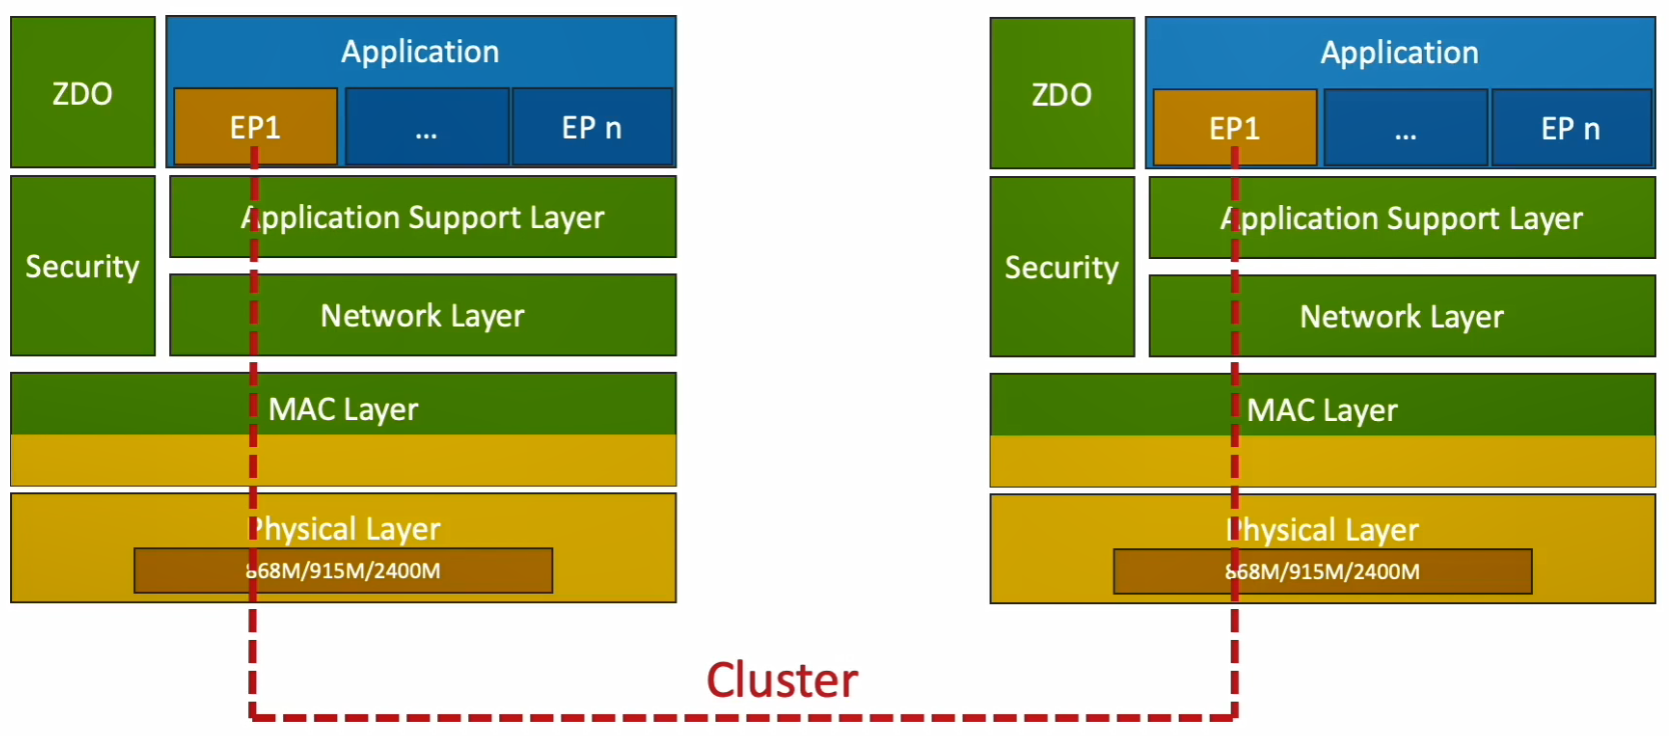 ZDO
Application
EP1
...
EP n
Security
Application Support Layer
Network Layer
MAC Layer
Physical Layer
868M/915M/2400M
ZDO
Application
EP1
...
EP n
Security
Application Support Layer
Network Layer
MAC Layer
Physical Layer
868M/915M/2400M
Cluster